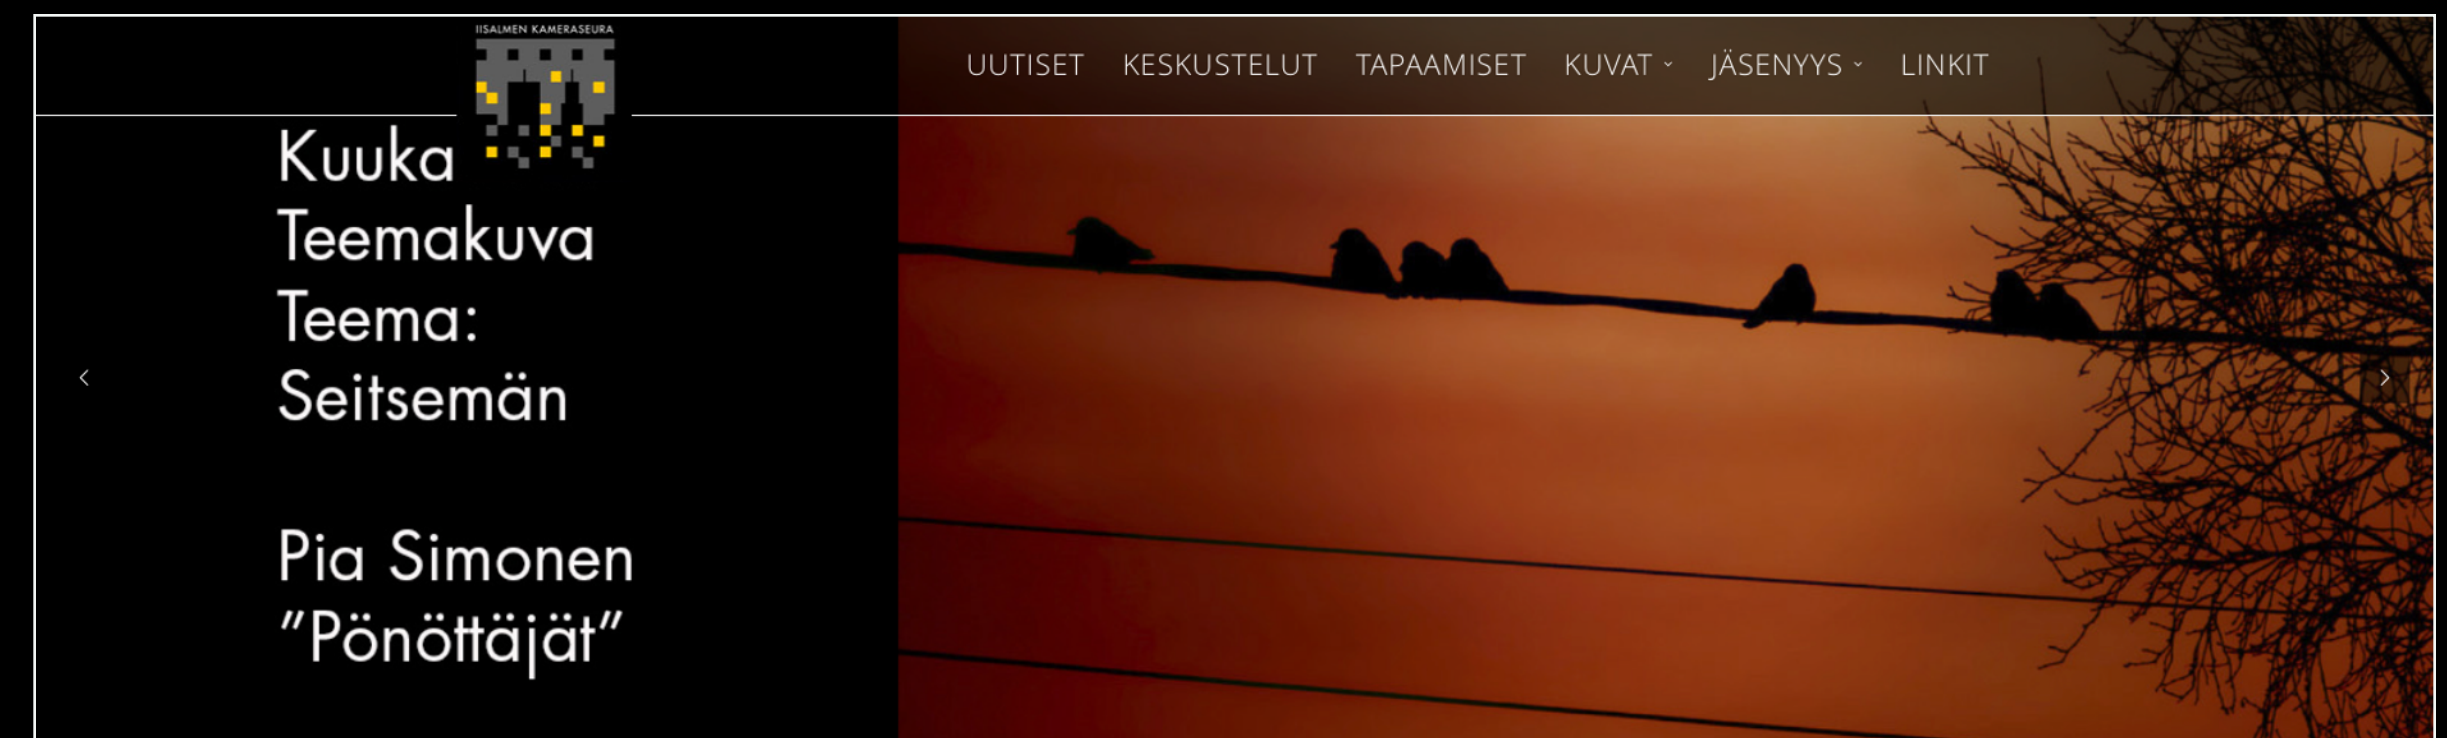 IISALMEN KAMERASEURA
UUTISET KESKUSTELUT TAPAAMISET KUVAT JÄSENYYS LINKIT
Kuuka
Teemakuva
Teema:
Seitsemän
Pia Simonen
”Pönöttäjät”